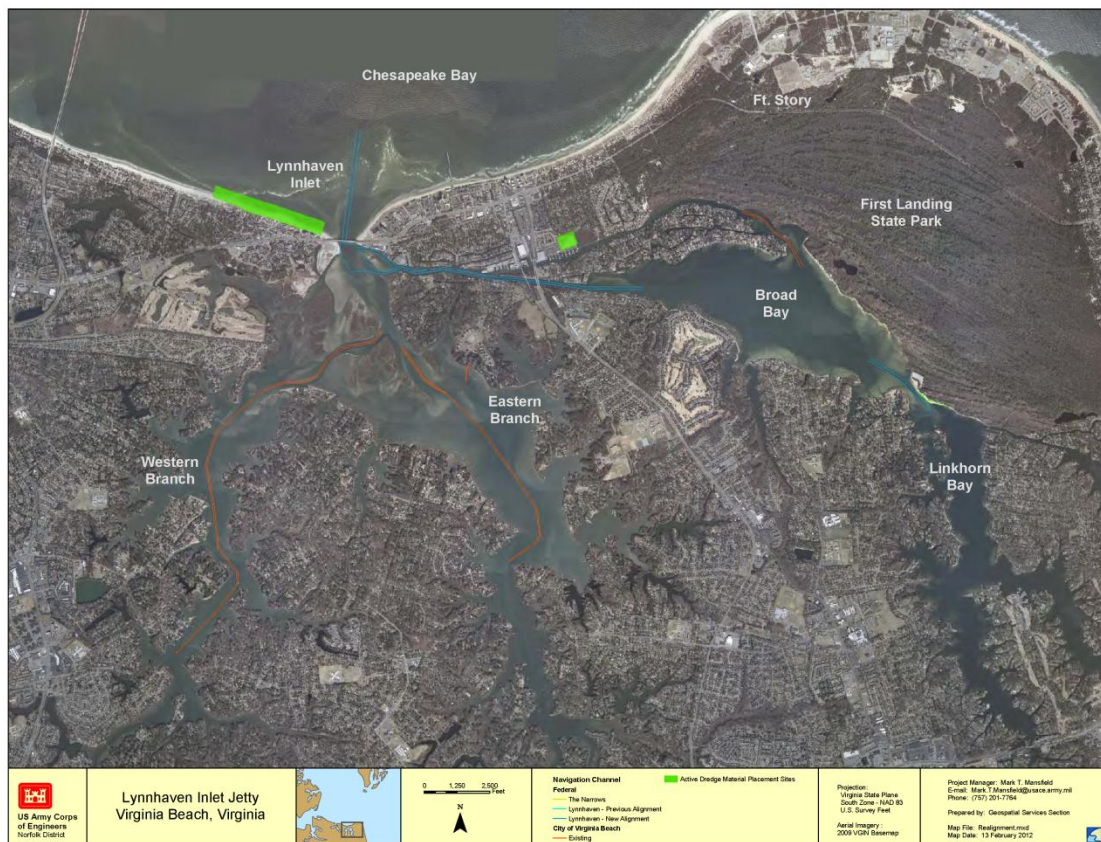 Chesapeake Bay
Ft. Story
Lynnhaven
Inlet
First Landing
State Park
Broad
Bay
Eastern
Branch
Western
Branch
Linkhorn
Bay
US Army Corps
of Engineers
Norfolk District
Lynnhaven Inlet Jetty
Virginia Beach, Virginia
0 1,250 2,500
Feet
N
Navigation Channel
Federal
The Narrows
Lynnhaven - Previous Alignment
Lynnhaven - New Alignment
City of Virginia Beach
Existing
Active Dredge Material Placement Sites
Projection:
Virginia State Plane
South Zone - NAD 83
U.S. Survey Feet
Aerial Imagery:
2009 VGIN Basemap
Project Manager: Mark T. Mansfield
E-mail: Mark.T.Mansfield@usace.army.mil
Phone: (757) 201-7764
Prepared by: Geospatial Services Section
Map File: Realignment.mxd
Map Date: 13 February 2012